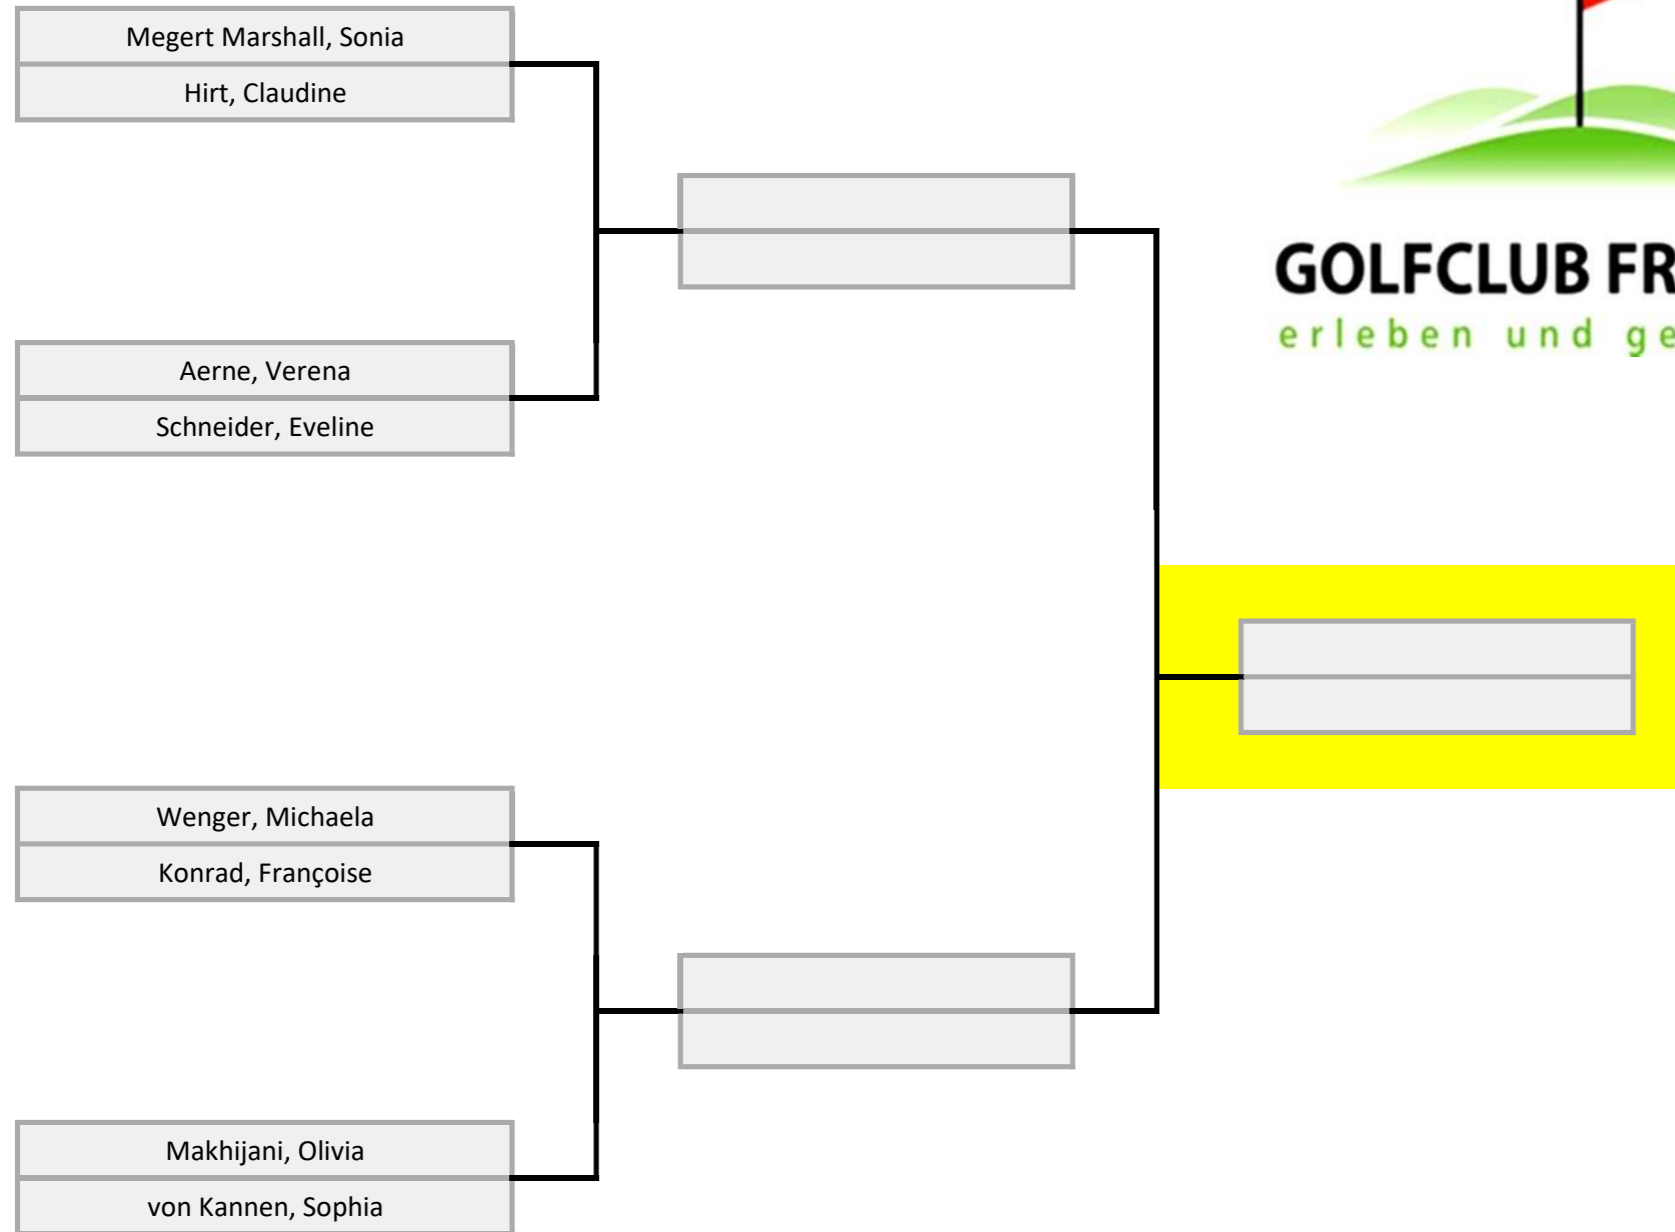 Megert Marshall, Sonia
Hirt, Claudine
Aerne, Verena
Schneider, Eveline
Wenger, Michaela
Konrad, Françoise
Makhijani, Olivia
von Kannen, Sophia
GOLFCLUB FR
erleben und ge